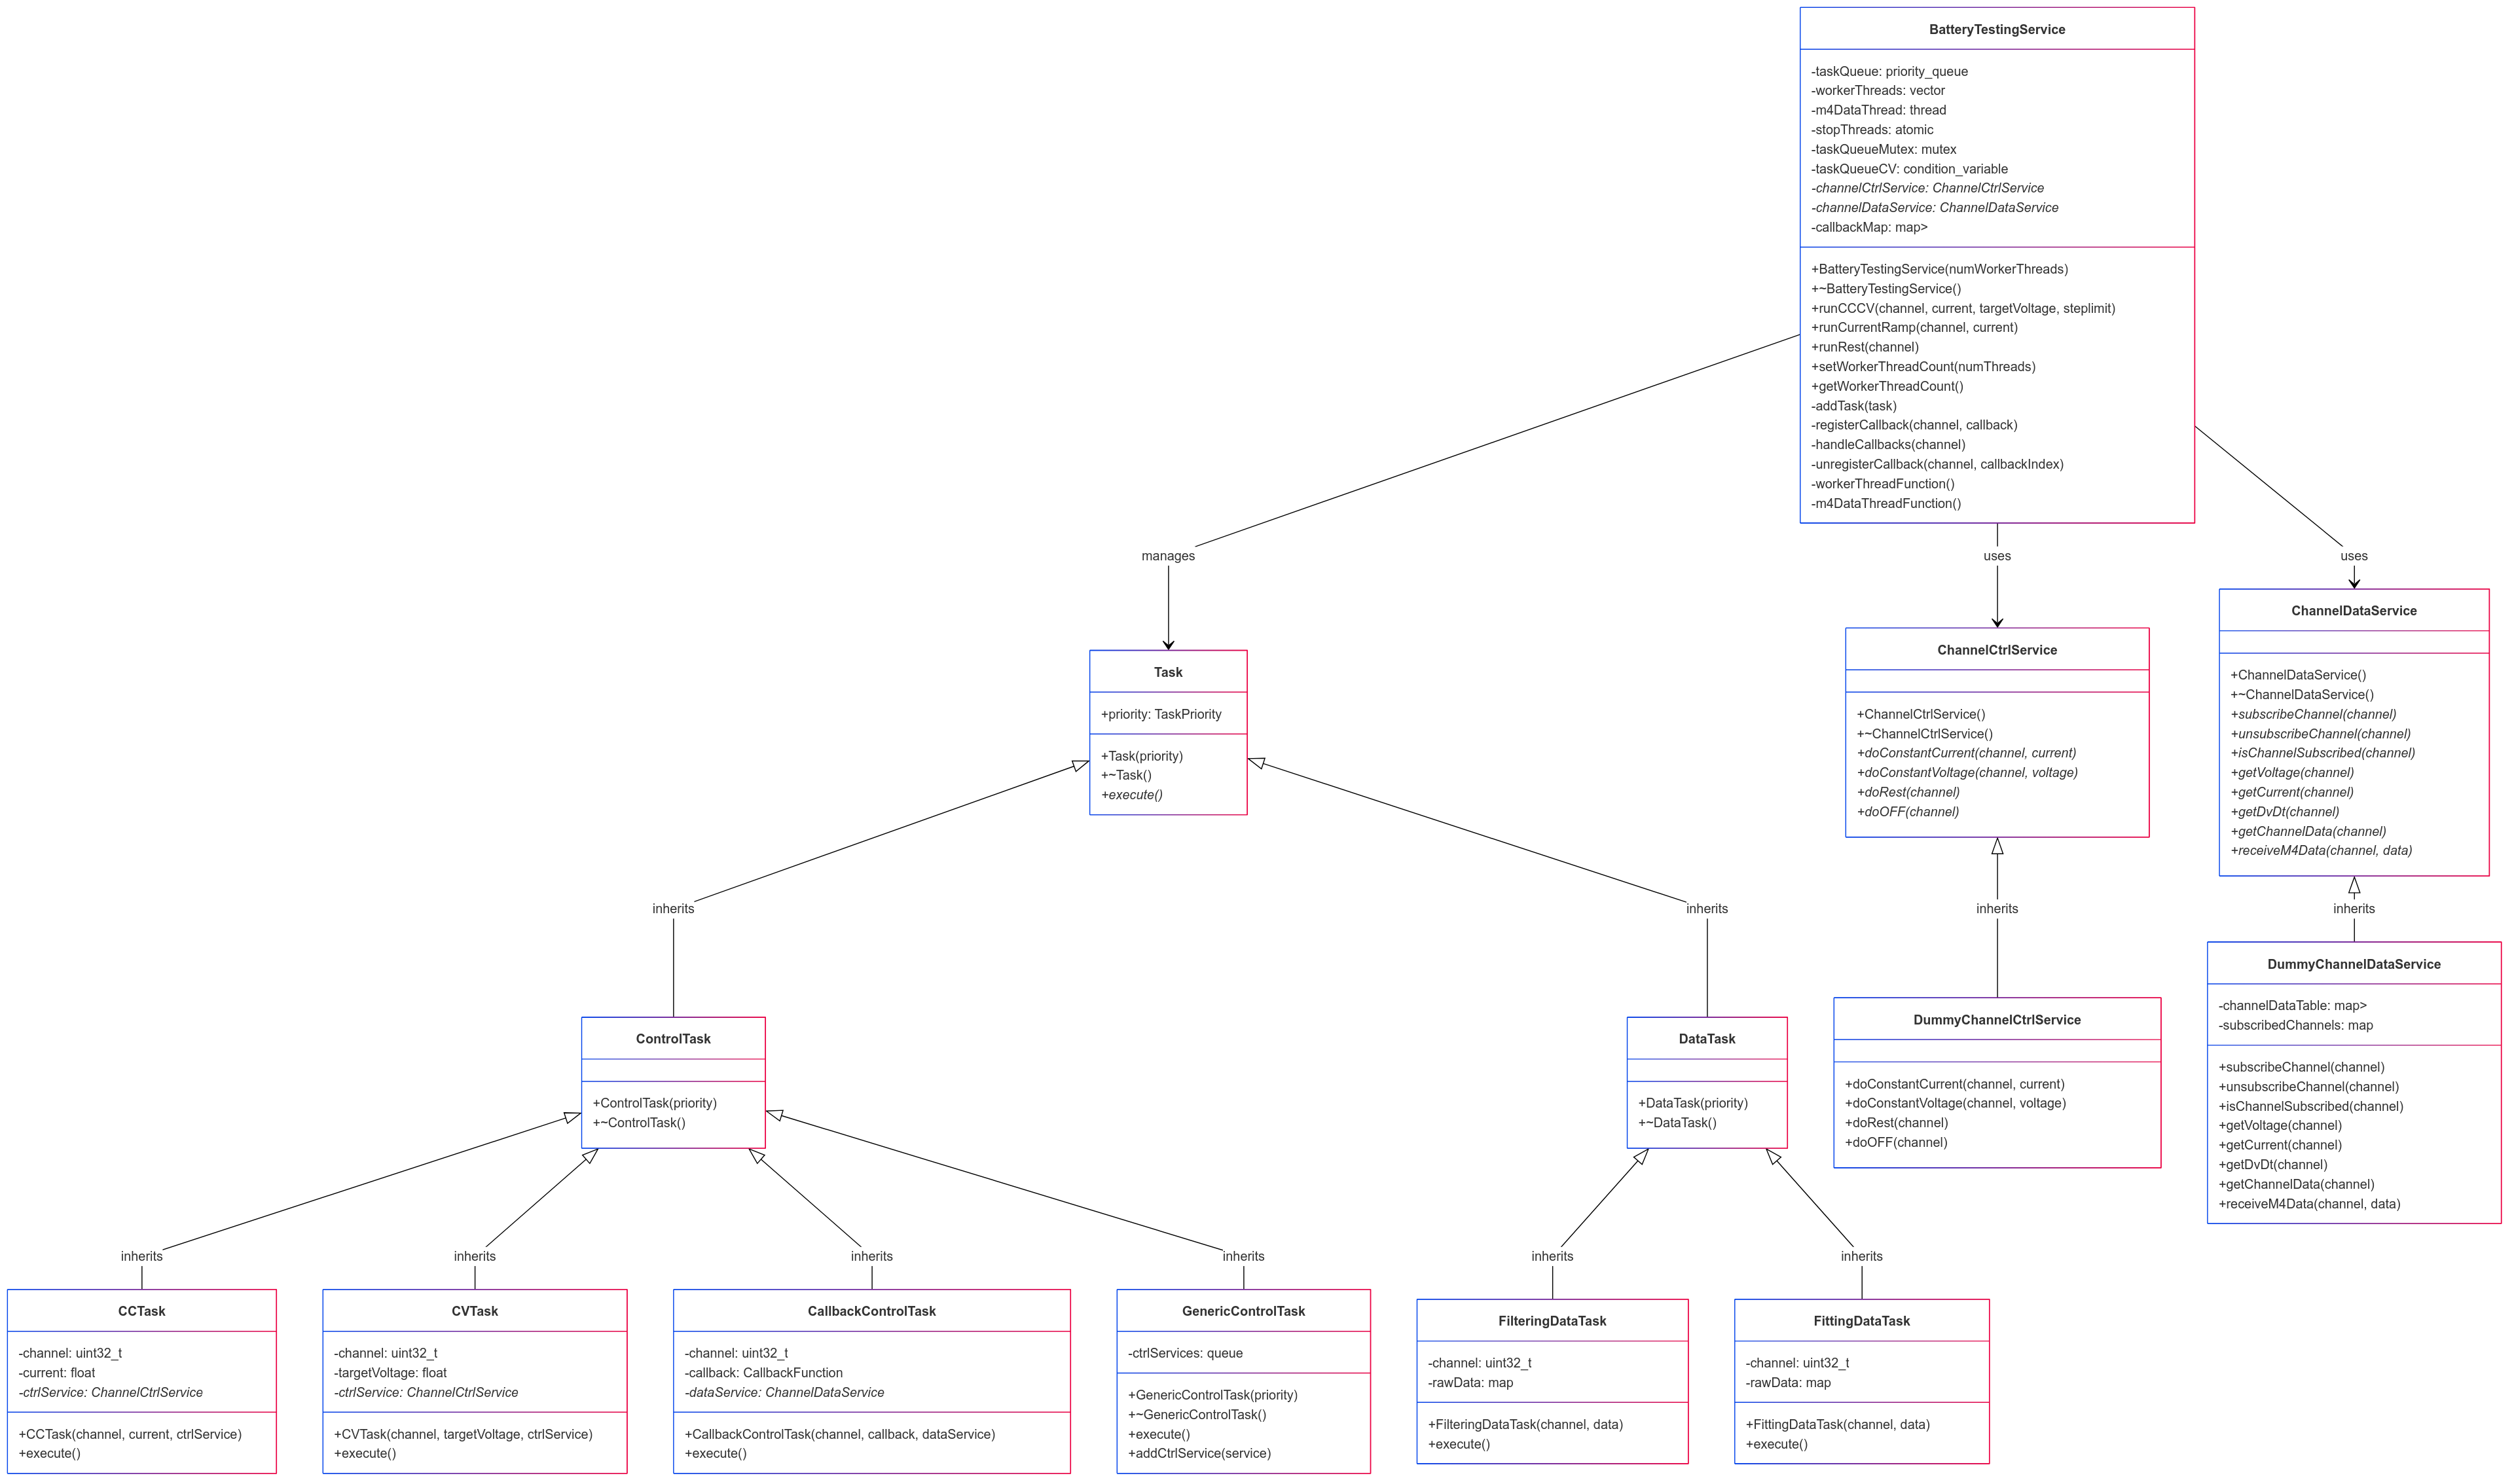 BatteryTestingService
-taskQueue: priority_queue
-workerThreads: vector
-m4DataThread: thread
-stopThreads: atomic
-taskQueueMutex: mutex
-taskQueueCV: condition_variable
-channelCtrlService: ChannelCtrlService
-channelDataService: ChannelDataService
-callbackMap: map>
+BatteryTestingService(numWorkerThreads)
+~BatteryTestingService()
+runCCCV(channel, current, targetVoltage, steplimit)
+runCurrentRamp(channel, current)
+runRest(channel)
+setWorkerThreadCount(numThreads)
+getWorkerThreadCount()
-addTask(task)
-registerCallback(channel, callback)
-handleCallbacks(channel)
-unregisterCallback(channel, callbackIndex)
-workerThreadFunction()
-m4DataThreadFunction()
manages
uses
uses
Task
+priority: TaskPriority
+Task(priority)
+~Task()
+execute()
ChannelCtrlService
+ChannelCtrlService()
+~ChannelCtrlService()
+doConstantCurrent(channel, current)
+doConstantVoltage(channel, voltage)
+doRest(channel)
+doOFF(channel)
ChannelDataService
+ChannelDataService()
+~ChannelDataService()
+subscribeChannel(channel)
+unsubscribeChannel(channel)
+isChannelSubscribed(channel)
+getVoltage(channel)
+getCurrent(channel)
+getDvDt(channel)
+getChannelData(channel)
+receiveM4Data(channel, data)
inherits
inherits
inherits
inherits
ControlTask
+ControlTask(priority)
+~ControlTask()
DataTask
+DataTask(priority)
+~DataTask()
DummyChannelCtrlService
+doConstantCurrent(channel, current)
+doConstantVoltage(channel, voltage)
+doRest(channel)
+doOFF(channel)
DummyChannelDataService
-channelDataTable: map>
-subscribedChannels: map
+subscribeChannel(channel)
+unsubscribeChannel(channel)
+isChannelSubscribed(channel)
+getVoltage(channel)
+getCurrent(channel)
+getDvDt(channel)
+getChannelData(channel)
+receiveM4Data(channel, data)
inherits
inherits
inherits
inherits
inherits
inherits
CCTask
-channel: uint32_t
-current: float
-ctrlService: ChannelCtrlService
+CCTask(channel, current, ctrlService)
+execute()
CVTask
-channel: uint32_t
-targetVoltage: float
-ctrlService: ChannelCtrlService
+CVTask(channel, targetVoltage, ctrlService)
+execute()
CallbackControlTask
-channel: uint32_t
-callback: CallbackFunction
-dataService: ChannelDataService
+CallbackControlTask(channel, callback, dataService)
+execute()
GenericControlTask
-ctrlServices: queue
+GenericControlTask(priority)
+~GenericControlTask()
+execute()
+addCtrlService(service)
FilteringDataTask
-channel: uint32_t
-rawData: map
+FilteringDataTask(channel, data)
+execute()
FittingDataTask
-channel: uint32_t
-rawData: map
+FittingDataTask(channel, data)
+execute()